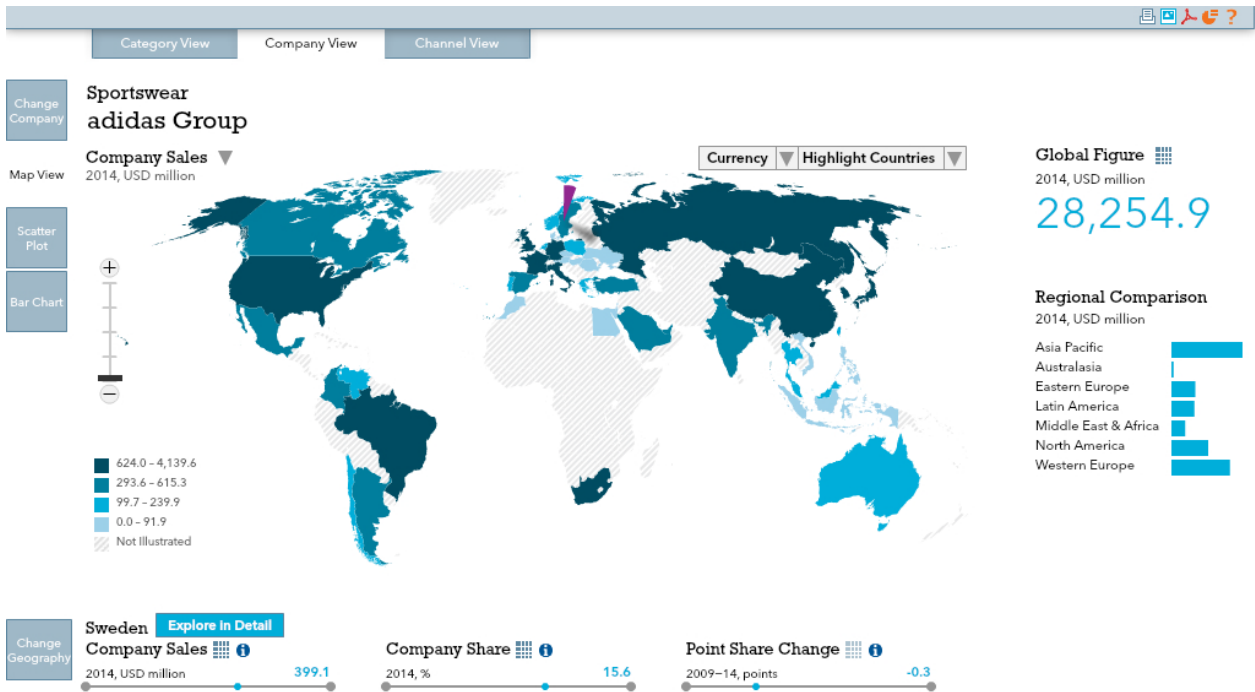 Category View
Company View
Channel View
Change
Company
Sportswear
adidas Group
Company Sales
2014, USD million
Currency
Highlight Countries
Global Figure
2014, USD million
28,254.9
Map View
Scatter
Plot
Bar Chart
Regional Comparison
2014, USD million
Asia Pacific
Australasia
Eastern Europe
Latin America
Middle East & Africa
North America
Western Europe
624.0 – 4,139.6
293.6 – 615.3
99.7 – 239.9
0.0 – 91.9
Not Illustrated
Change
Geography
Sweden
Explore in Detail
Company Sales
2014, USD million
399.1
Company Share
2014, %
15.6
Point Share Change
2009–14, points
-0.3